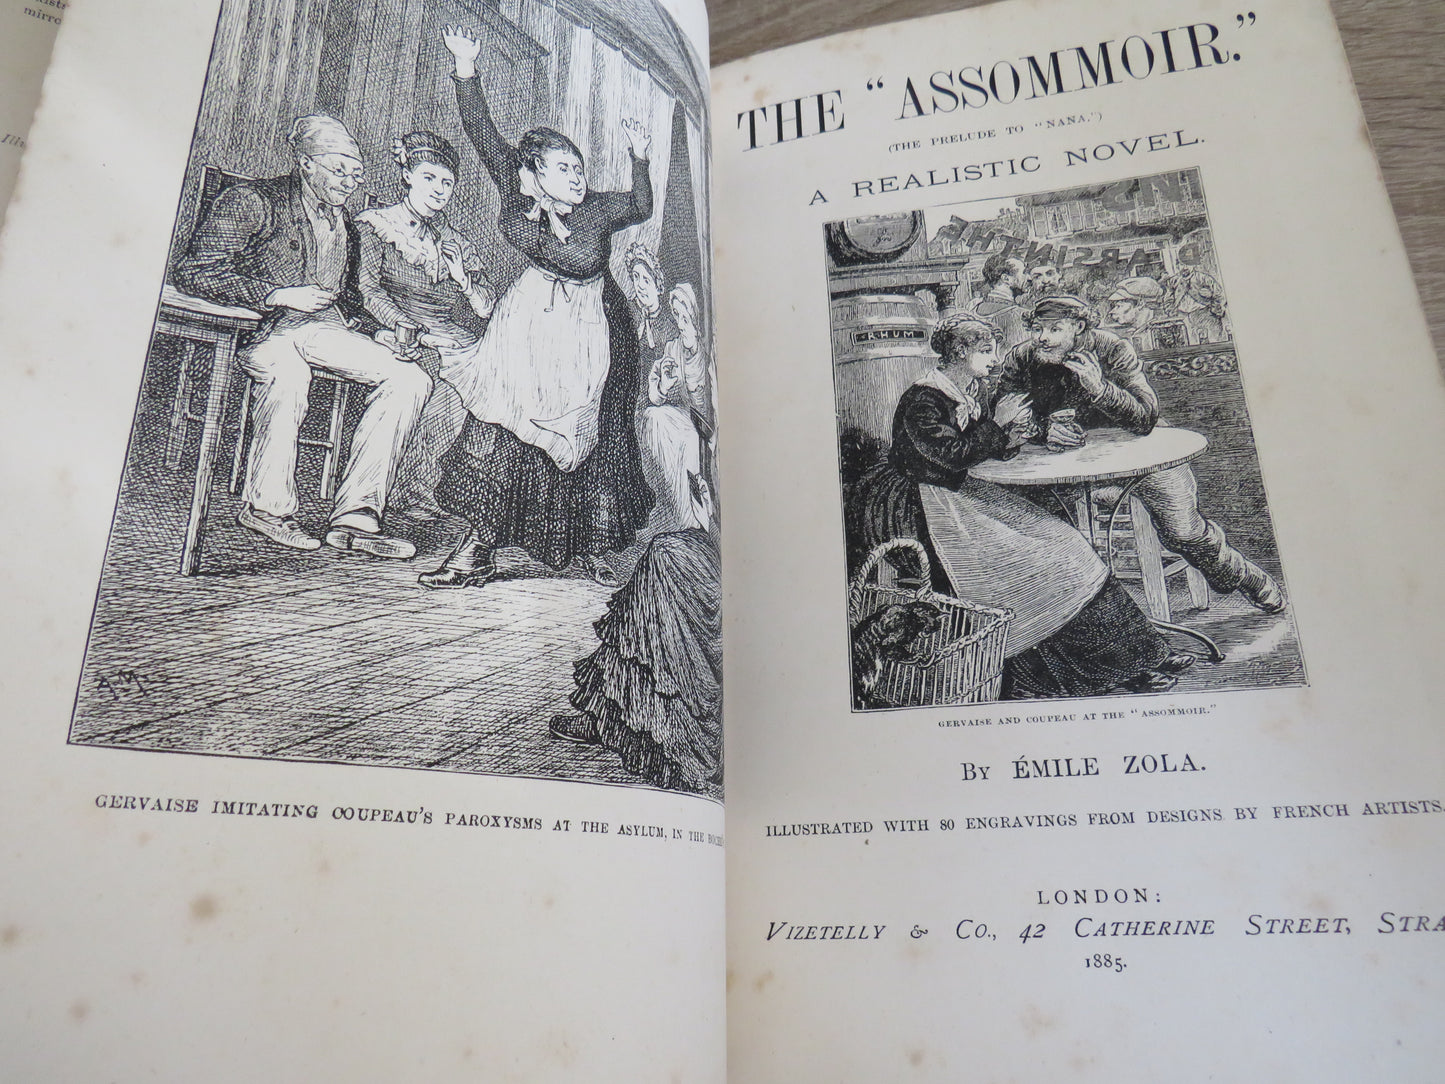 mirro
Illu
A.M.
GERVAISE IMITATING COUPEAU'S PAROXYSMS AT THE ASYLUM, IN THE
THE "ASSOMMOIR."
(THE PRELUDE TO "NANA.")
A REALISTIC NOVEL.
RHUM
GERVAISE AND COUPEAU AT THE "ASSOMMOIR."
BY ÉMILE ZOLA.
ILLUSTRATED WITH 80 ENGRAVINGS FROM DESIGNS BY FRENCH ARTISTS.
LONDON:
VIZETELLY & CO., 42 CATHERINE STREET, STRA
1885.